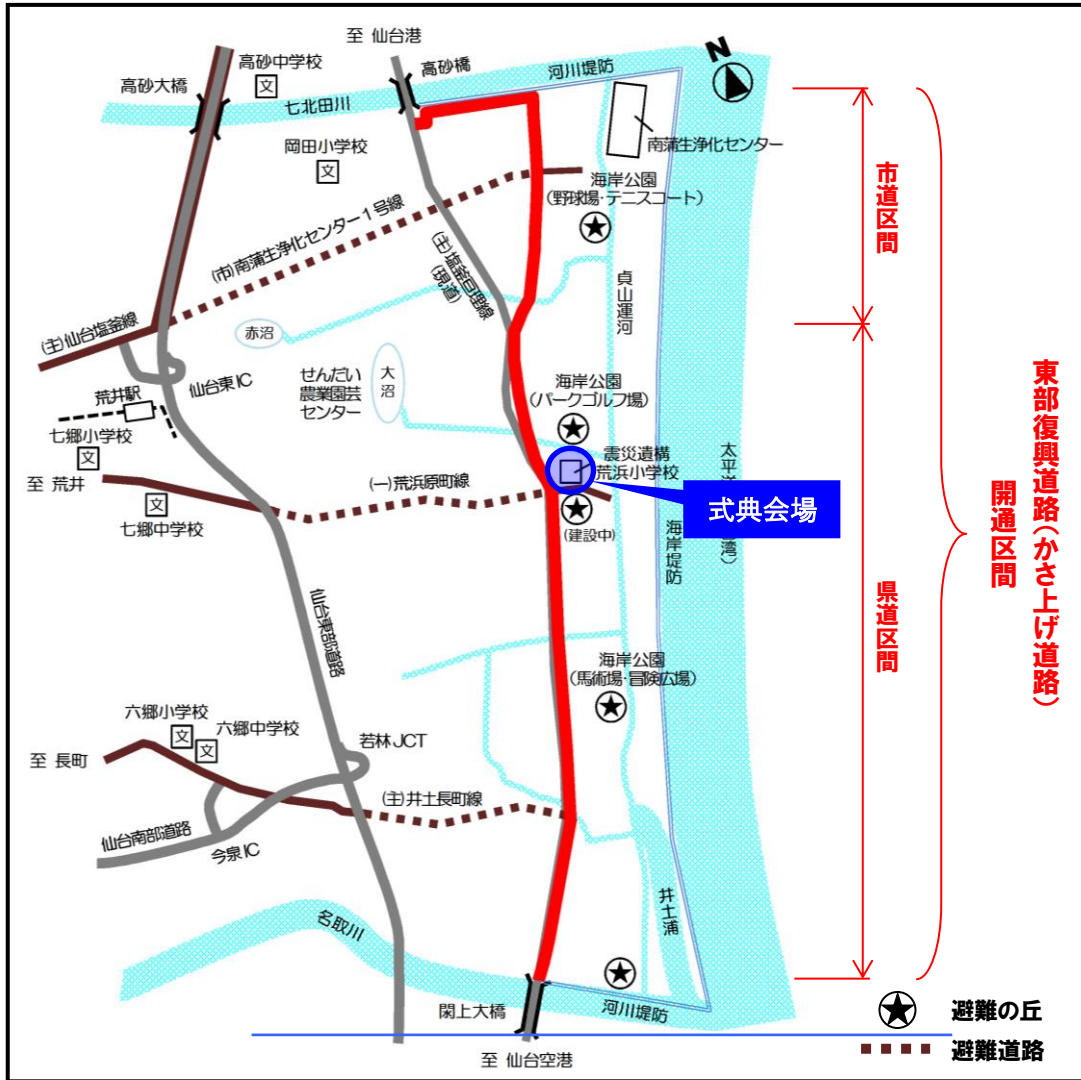 至 仙台港
高砂中学校
文
高砂大橋
高砂橋
河川堤防
N
七北田川
岡田小学校
文
南蒲生浄化センター
海岸公園
(野球場・テニスコート)
(市)南蒲生浄化センター1号線
(主)塩釜亘理線
(現道)
貞山運河
市道区間
(主)仙台塩釜線
赤沼
大沼
せんだい
農業園芸
センター
仙台東IC
荒井駅
七郷小学校
文
至 荒井
文
七郷中学校
(一)荒浜原町線
海岸公園
(パークゴルフ場)
震災遺構
荒浜小学校
式典会場
(建設中)
海岸堤防
太平洋
湾)
東部復興道路(かさ上げ道路)
開通区間
県道区間
仙台東部道路
海岸公園
(馬術場・冒険広場)
六郷小学校
文
六郷中学校
文
至 長町
若林JCT
(主)井土長町線
仙台南部道路
今泉IC
名取川
井土浦
河川堤防
閖上大橋
至 仙台空港
避難の丘
避難道路